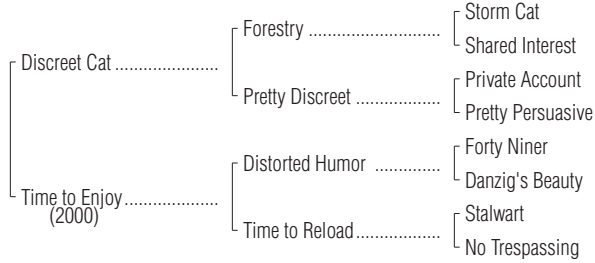 Storm Cat
Forestry ............................
Shared Interest
Discreet Cat ......................
Private Account
Pretty Discreet ..................
Pretty Persuasive
Forty Niner
Distorted Humor ..............
Danzig's Beauty
Time to Enjoy....................
(2000)
Stalwart
Time to Reload..................
No Trespassing